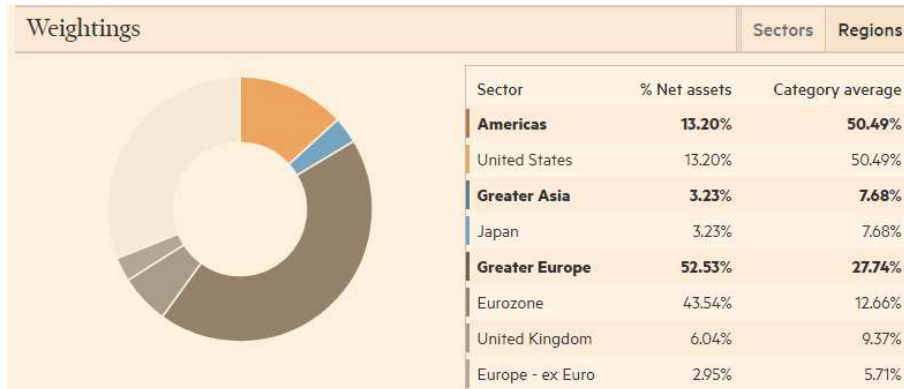 Weightings
Sectors Regions
Sector % Net assets Category average
Americas 13.20% 50.49%
United States 13.20% 50.49%
Greater Asia 3.23% 7.68%
Japan 3.23% 7.68%
Greater Europe 52.53% 27.74%
Eurozone 43.54% 12.66%
United Kingdom 6.04% 9.37%
Europe - ex Euro 2.95% 5.71%